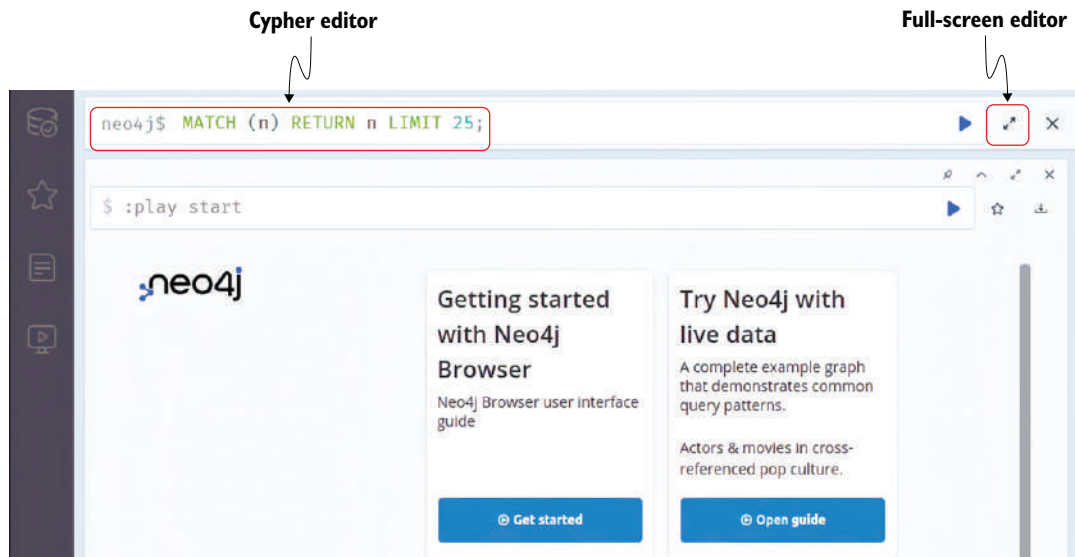 Cypher editor
Full-screen editor
neo4j$ MATCH (n) RETURN n LIMIT 25;
$ :play start
neo4j
Getting started
with Neo4j
Browser
Neo4j Browser user interface
guide
Get started
Try Neo4j with
live data
A complete example graph
that demonstrates common
query patterns.
Actors & movies in cross-
referenced pop culture.
Open guide